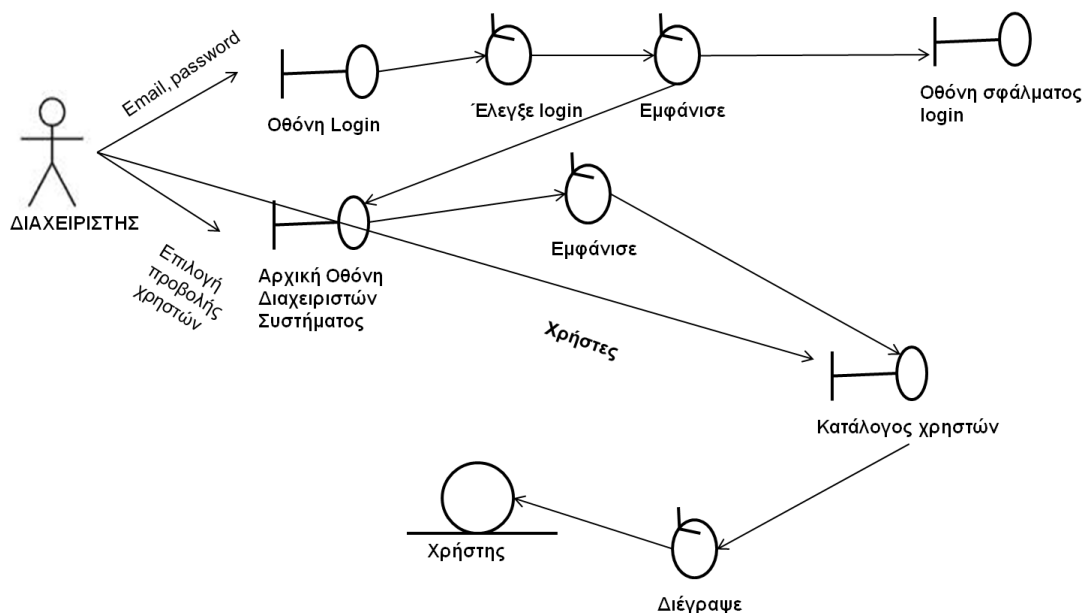 Email, password
Οθόνη Login
Έλεγξε login
Εμφάνισε
Οθόνη σφάλματος
login
ΔΙΑΧΕΙΡΙΣΤΗΣ
Επιλογή
προβολής
Χρηστών
Αρχική Οθόνη
Διαχειριστών
Συστήματος
Εμφάνισε
Χρήστες
Κατάλογος χρηστών
Χρήστης
Διέγραψε